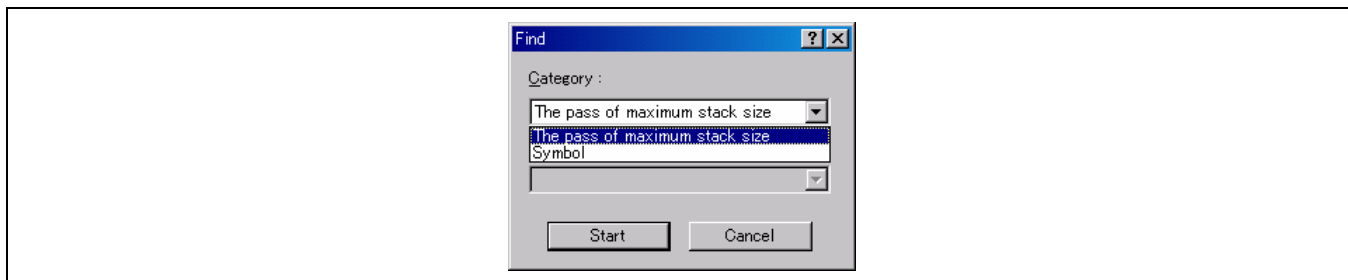 Find
Category :
The pass of maximum stack size
The pass of maximum stack size
Symbol
Start Cancel